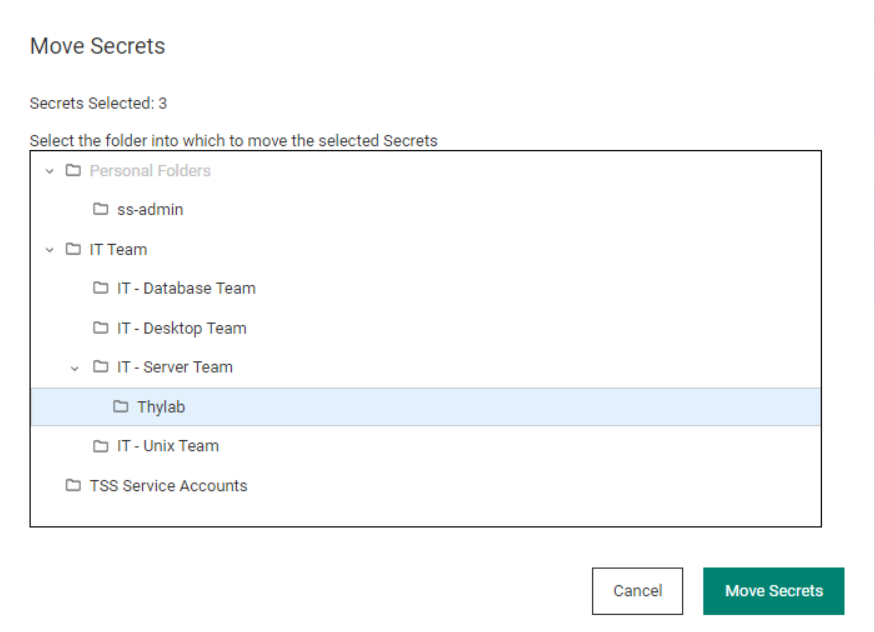 Move Secrets
Secrets Selected: 3
Select the folder into which to move the selected Secrets
Personal Folders
ss-admin
IT Team
IT - Database Team
IT - Desktop Team
IT - Server Team
Thylab
IT - Unix Team
TSS Service Accounts
Cancel
Move Secrets